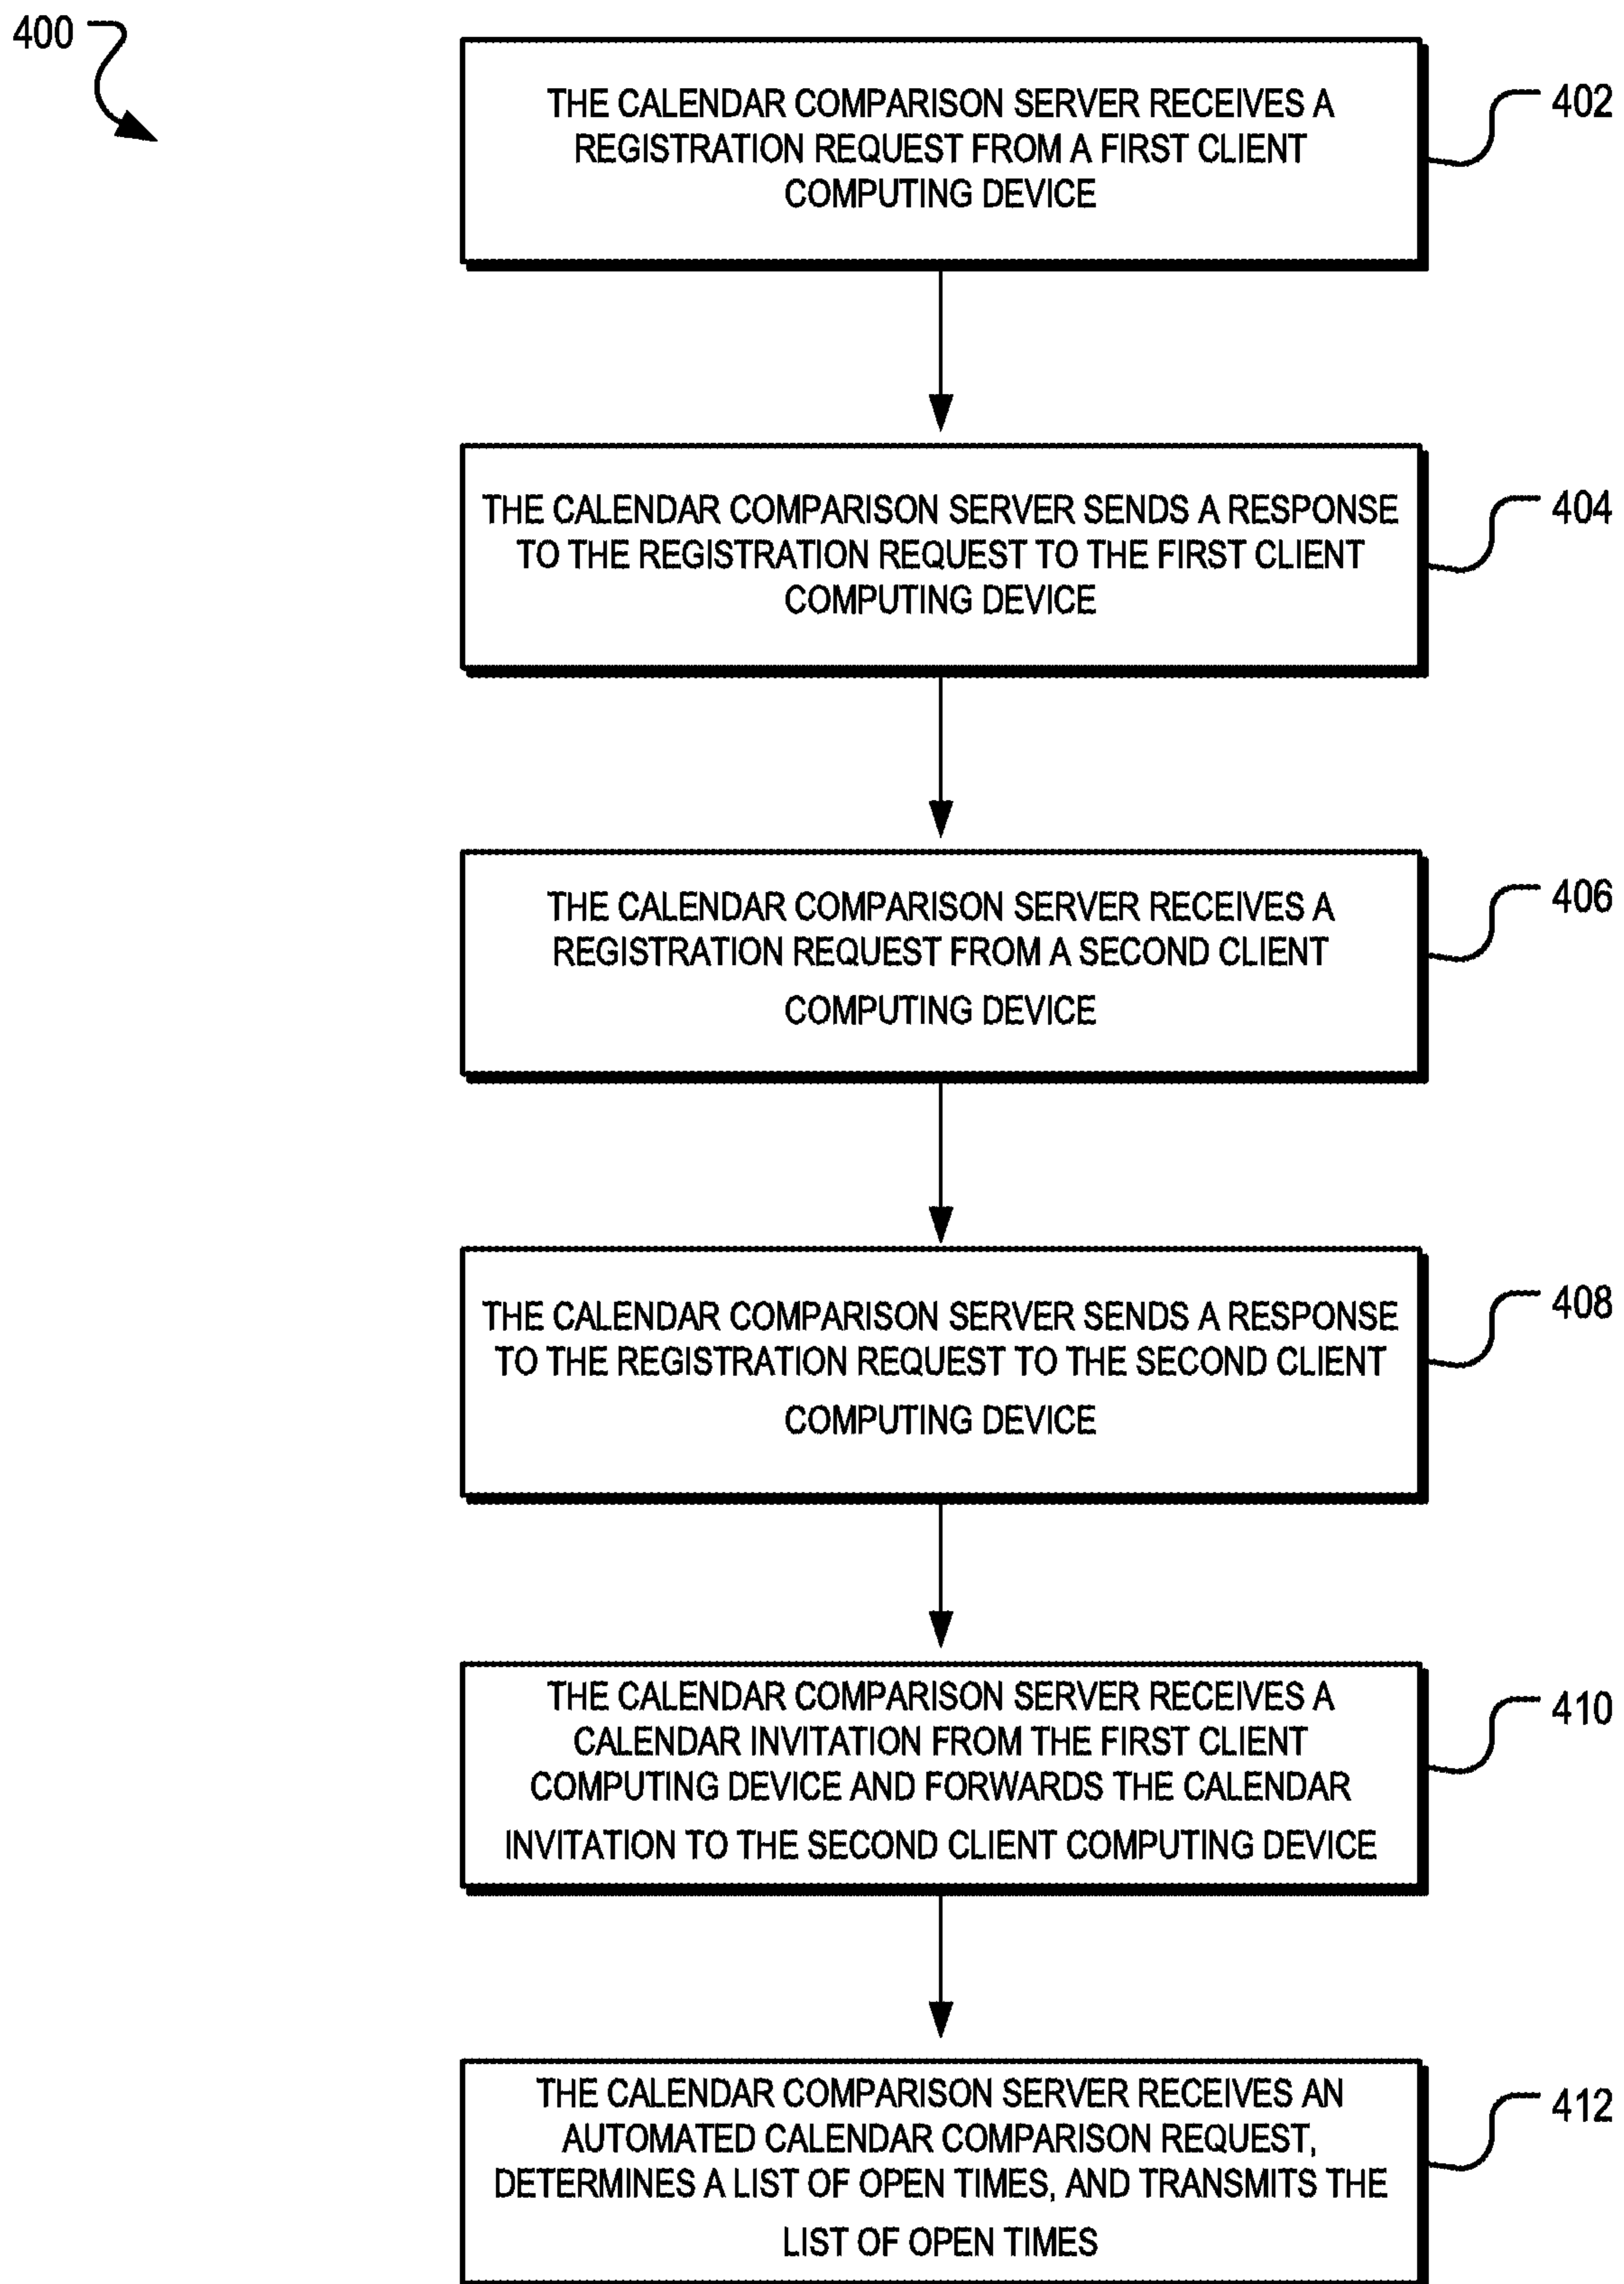 400
THE CALENDAR COMPARISON SERVER RECEIVES A
REGISTRATION REQUEST FROM A FIRST CLIENT
COMPUTING DEVICE
402
THE CALENDAR COMPARISON SERVER SENDS A RESPONSE
TO THE REGISTRATION REQUEST TO THE FIRST CLIENT
COMPUTING DEVICE
404
THE CALENDAR COMPARISON SERVER RECEIVES A
REGISTRATION REQUEST FROM A SECOND CLIENT
COMPUTING DEVICE
406
THE CALENDAR COMPARISON SERVER SENDS A RESPONSE
TO THE REGISTRATION REQUEST TO THE SECOND CLIENT
COMPUTING DEVICE
408
THE CALENDAR COMPARISON SERVER RECEIVES A
CALENDAR INVITATION FROM THE FIRST CLIENT
COMPUTING DEVICE AND FORWARDS THE CALENDAR
INVITATION TO THE SECOND CLIENT COMPUTING DEVICE
410
THE CALENDAR COMPARISON SERVER RECEIVES AN
AUTOMATED CALENDAR COMPARISON REQUEST,
DETERMINES A LIST OF OPEN TIMES, AND TRANSMITS THE
LIST OF OPEN TIMES
412